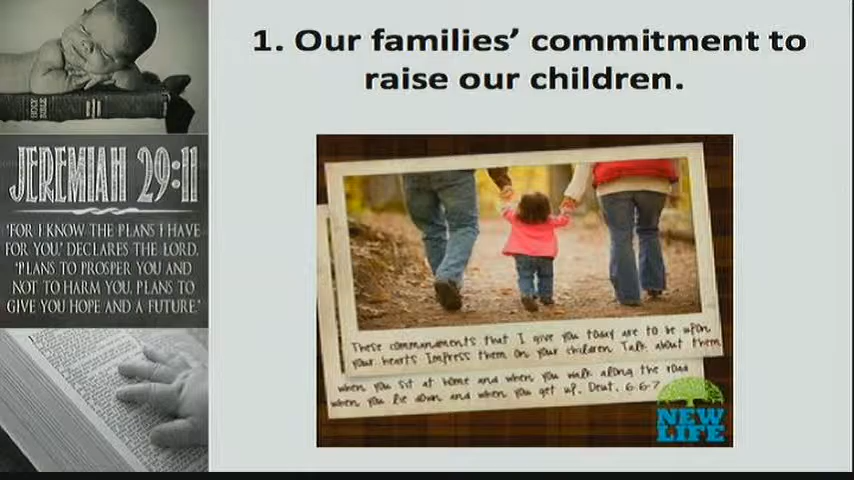 1. Our families' commitment to
raise our children.
HOLY
BIBLE
JEREMIAH 29:11
"FOR I KNOW THE PLANS I HAVE
FOR YOU," DECLARES THE LORD,
"PLANS TO PROSPER YOU AND
NOT TO HARM YOU, PLANS TO
GIVE YOU HOPE AND A FUTURE."
These commandments that I give you today are to be upon
your hearts Impress them on your children Talk about them
when you sit at home and when you walk along the road
when you lie down and when you get up. Deut. 6:6-7
NEW
LIFE